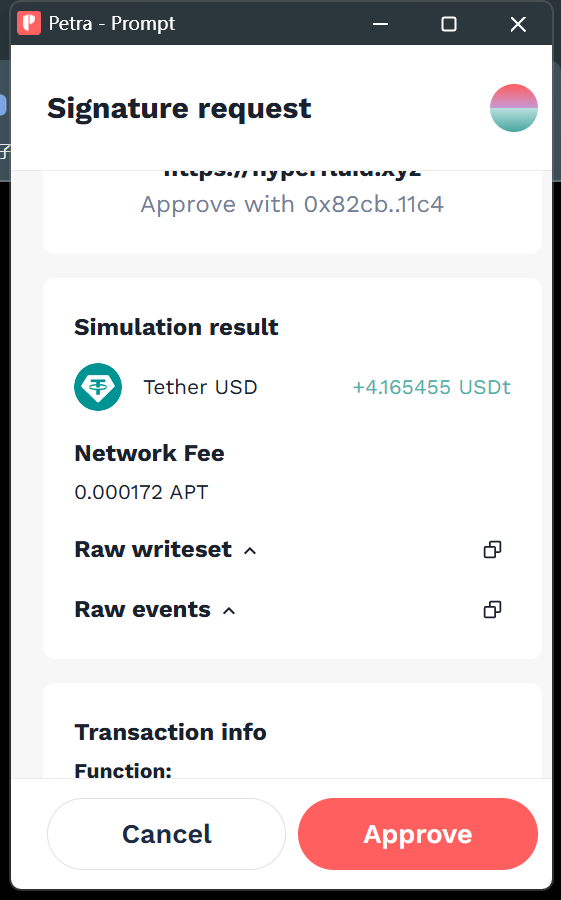 Petra - Prompt
Signature request
https://hyperfluid.xyz
Approve with 0x82cb..11c4
Simulation result
Tether USD
+4.165455 USDt
Network Fee
0.000172 APT
Raw writeset
Raw events
Transaction info
Function:
Cancel
Approve
子